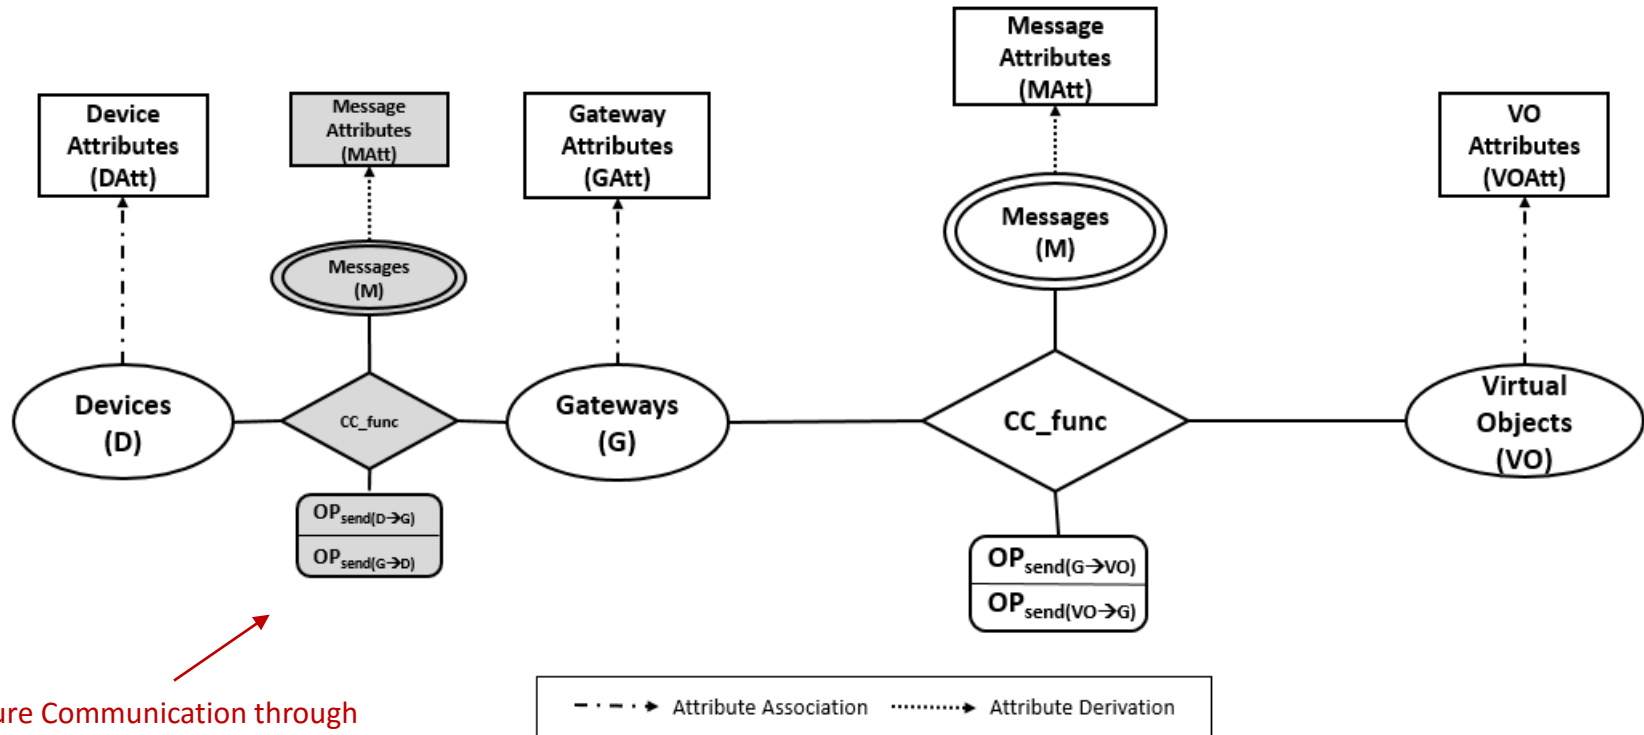 Message
Attributes
(MAtt)
Device
Attributes
(DAtt)
Message
Attributes
(MAtt)
Gateway
Attributes
(GAtt)
VO
Attributes
(VOAtt)
Messages
(M)
Messages
(M)
Devices
(D)
CC_func
Gateways
(G)
CC_func
Virtual
Objects
(VO)
OPsend(D→G)
OPsend(G→D)
OPsend(G→VO)
OPsend(VO→G)
Communication through
Attribute Association
Attribute Derivation